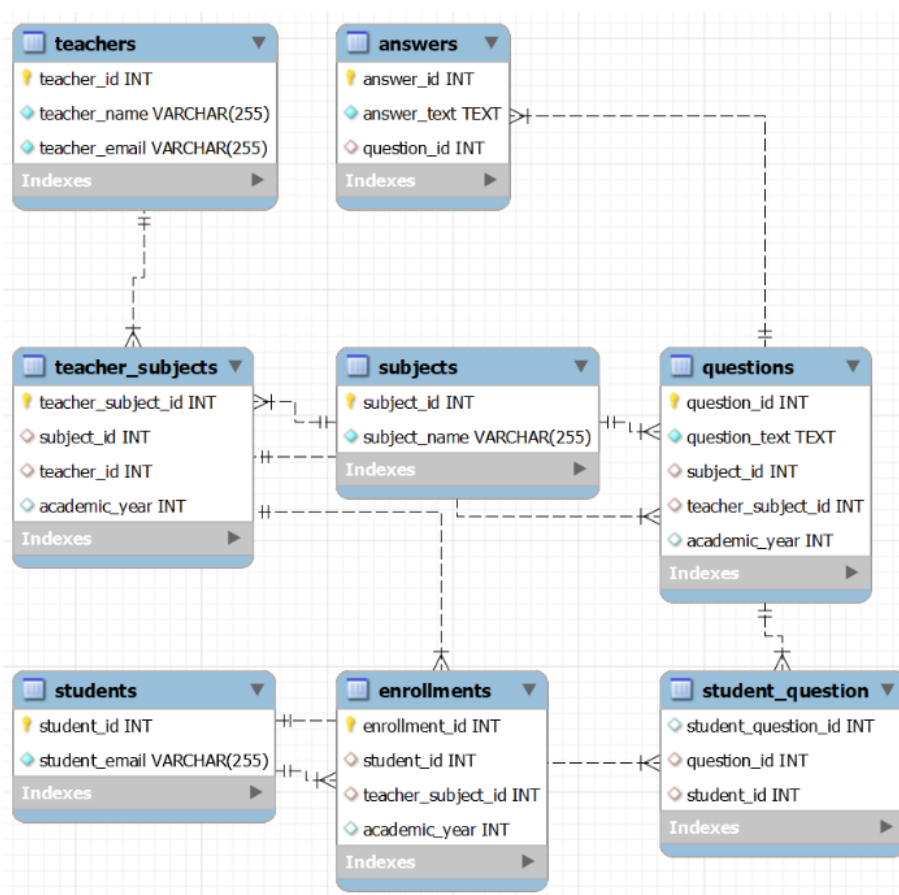 teachers
teacher_id INT
teacher_name VARCHAR(255)
teacher_email VARCHAR(255)
Indexes
answers
answer_id INT
answer_text TEXT
question_id INT
Indexes
teacher_subjects
teacher_subject_id INT
subject_id INT
teacher_id INT
academic_year INT
Indexes
subjects
subject_id INT
subject_name VARCHAR(255)
Indexes
questions
question_id INT
question_text TEXT
subject_id INT
teacher_subject_id INT
academic_year INT
Indexes
students
student_id INT
student_email VARCHAR(255)
Indexes
enrollments
enrollment_id INT
student_id INT
teacher_subject_id INT
academic_year INT
Indexes
student_question
student_question_id INT
question_id INT
student_id INT
Indexes